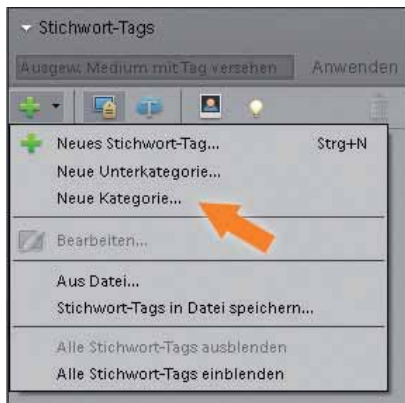 Stichwort-Tags
Ausgew. Medium mit Tag versehen Anwenden
Neues Stichwort-Tag... Strg+N
Neue Unterkategorie...
Neue Kategorie...
Bearbeiten...
Aus Datei...
Stichwort-Tags in Datei speichern...
Alle Stichwort-Tags ausblenden
Alle Stichwort-Tags einblenden